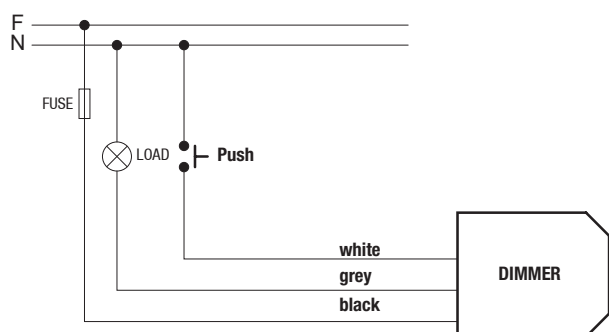 F
N
FUSE
LOAD
Push
white
grey
black
DIMMER